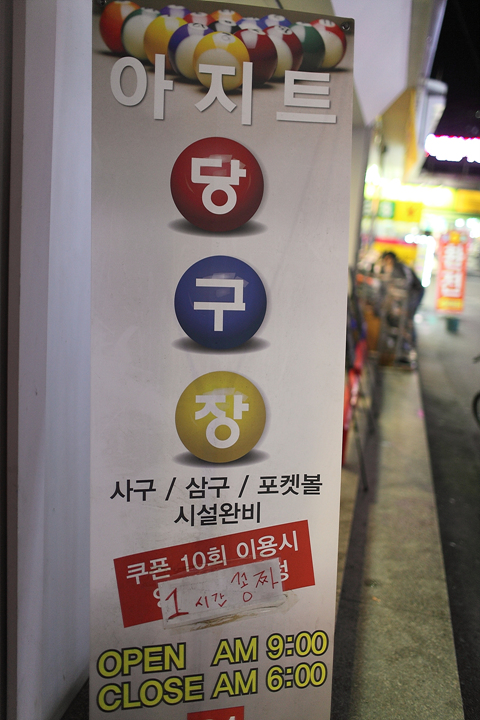 아지트
당
구
장
사구 / 삼구 / 포켓볼
시설완비
쿠폰 10회 이용시
1 시간 꽁짜
OPEN AM 9:00
CLOSE AM 6:00